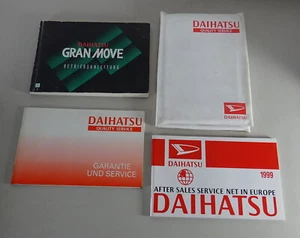 DAIHATSU
GRAN MOVE
BETRIEBSANLEITUNG
DAIHATSU
QUALITY SERVICE
DAIHATSU
QUALITY SERVICE
GARANTIE
UND SERVICE
DAIHATSU
1999
AFTER SALES SERVICE NET IN EUROPE
DAIHATSU